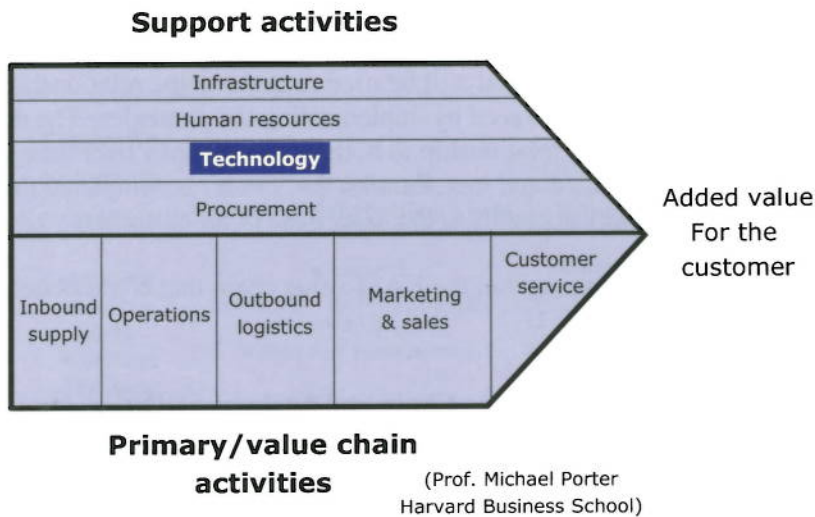 Support activities
Infrastructure
Human resources
Technology
Procurement
Inbound
supply
Operations
Outbound
logistics
Marketing
& sales
Customer
service
Added value
For the
customer
Primary/value chain
activities
(Prof. Michael Porter
Harvard Business School)